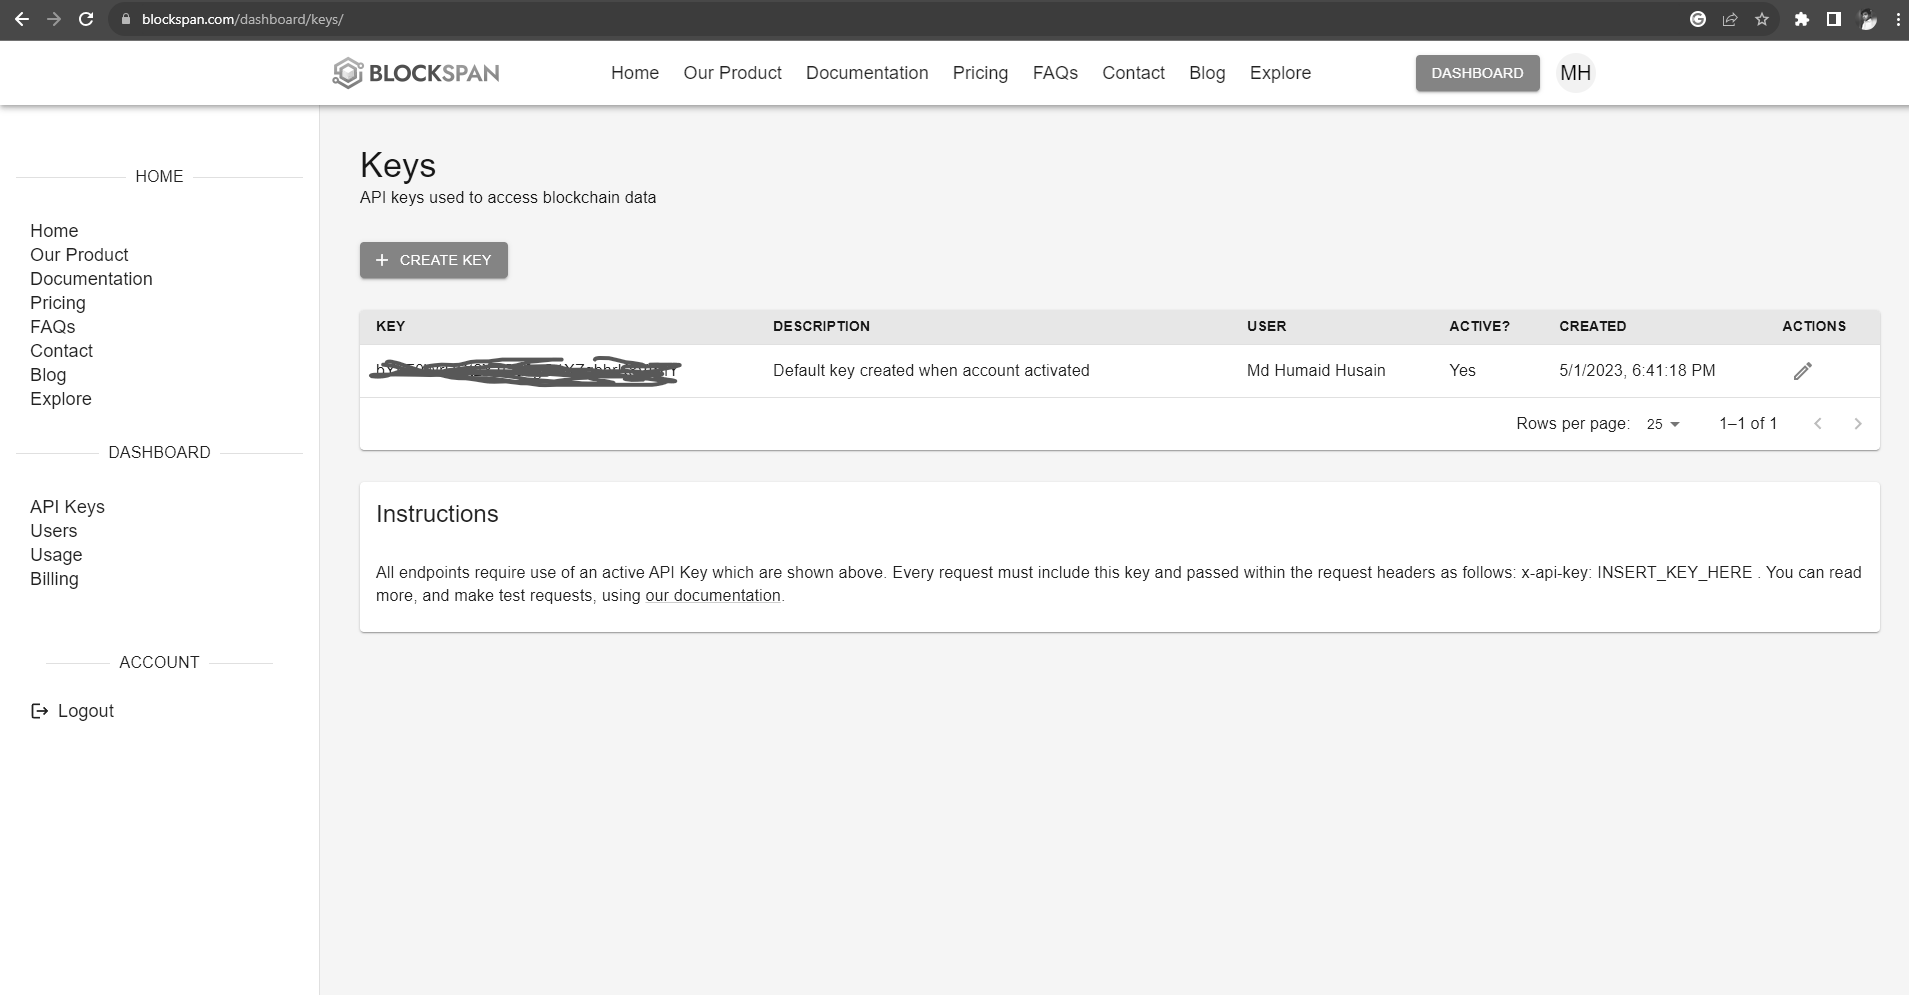 blockspan.com/dashboard/keys/
BLOCKSPAN
Home Our Product Documentation Pricing FAQs Contact Blog Explore
DASHBOARD
MH
HOME
Home
Our Product
Documentation
Pricing
FAQs
Contact
Blog
Explore
DASHBOARD
API Keys
Users
Usage
Billing
ACCOUNT
Logout
Keys
API keys used to access blockchain data
+ CREATE KEY
KEY DESCRIPTION USER ACTIVE? CREATED ACTIONS
Default key created when account activated Md Humaid Husain Yes 5/1/2023, 6:41:18 PM
Rows per page: 25 1–1 of 1
Instructions
All endpoints require use of an active API Key which are shown above. Every request must include this key and passed within the request headers as follows: x-api-key: INSERT_KEY_HERE . You can read
more, and make test requests, using our documentation.